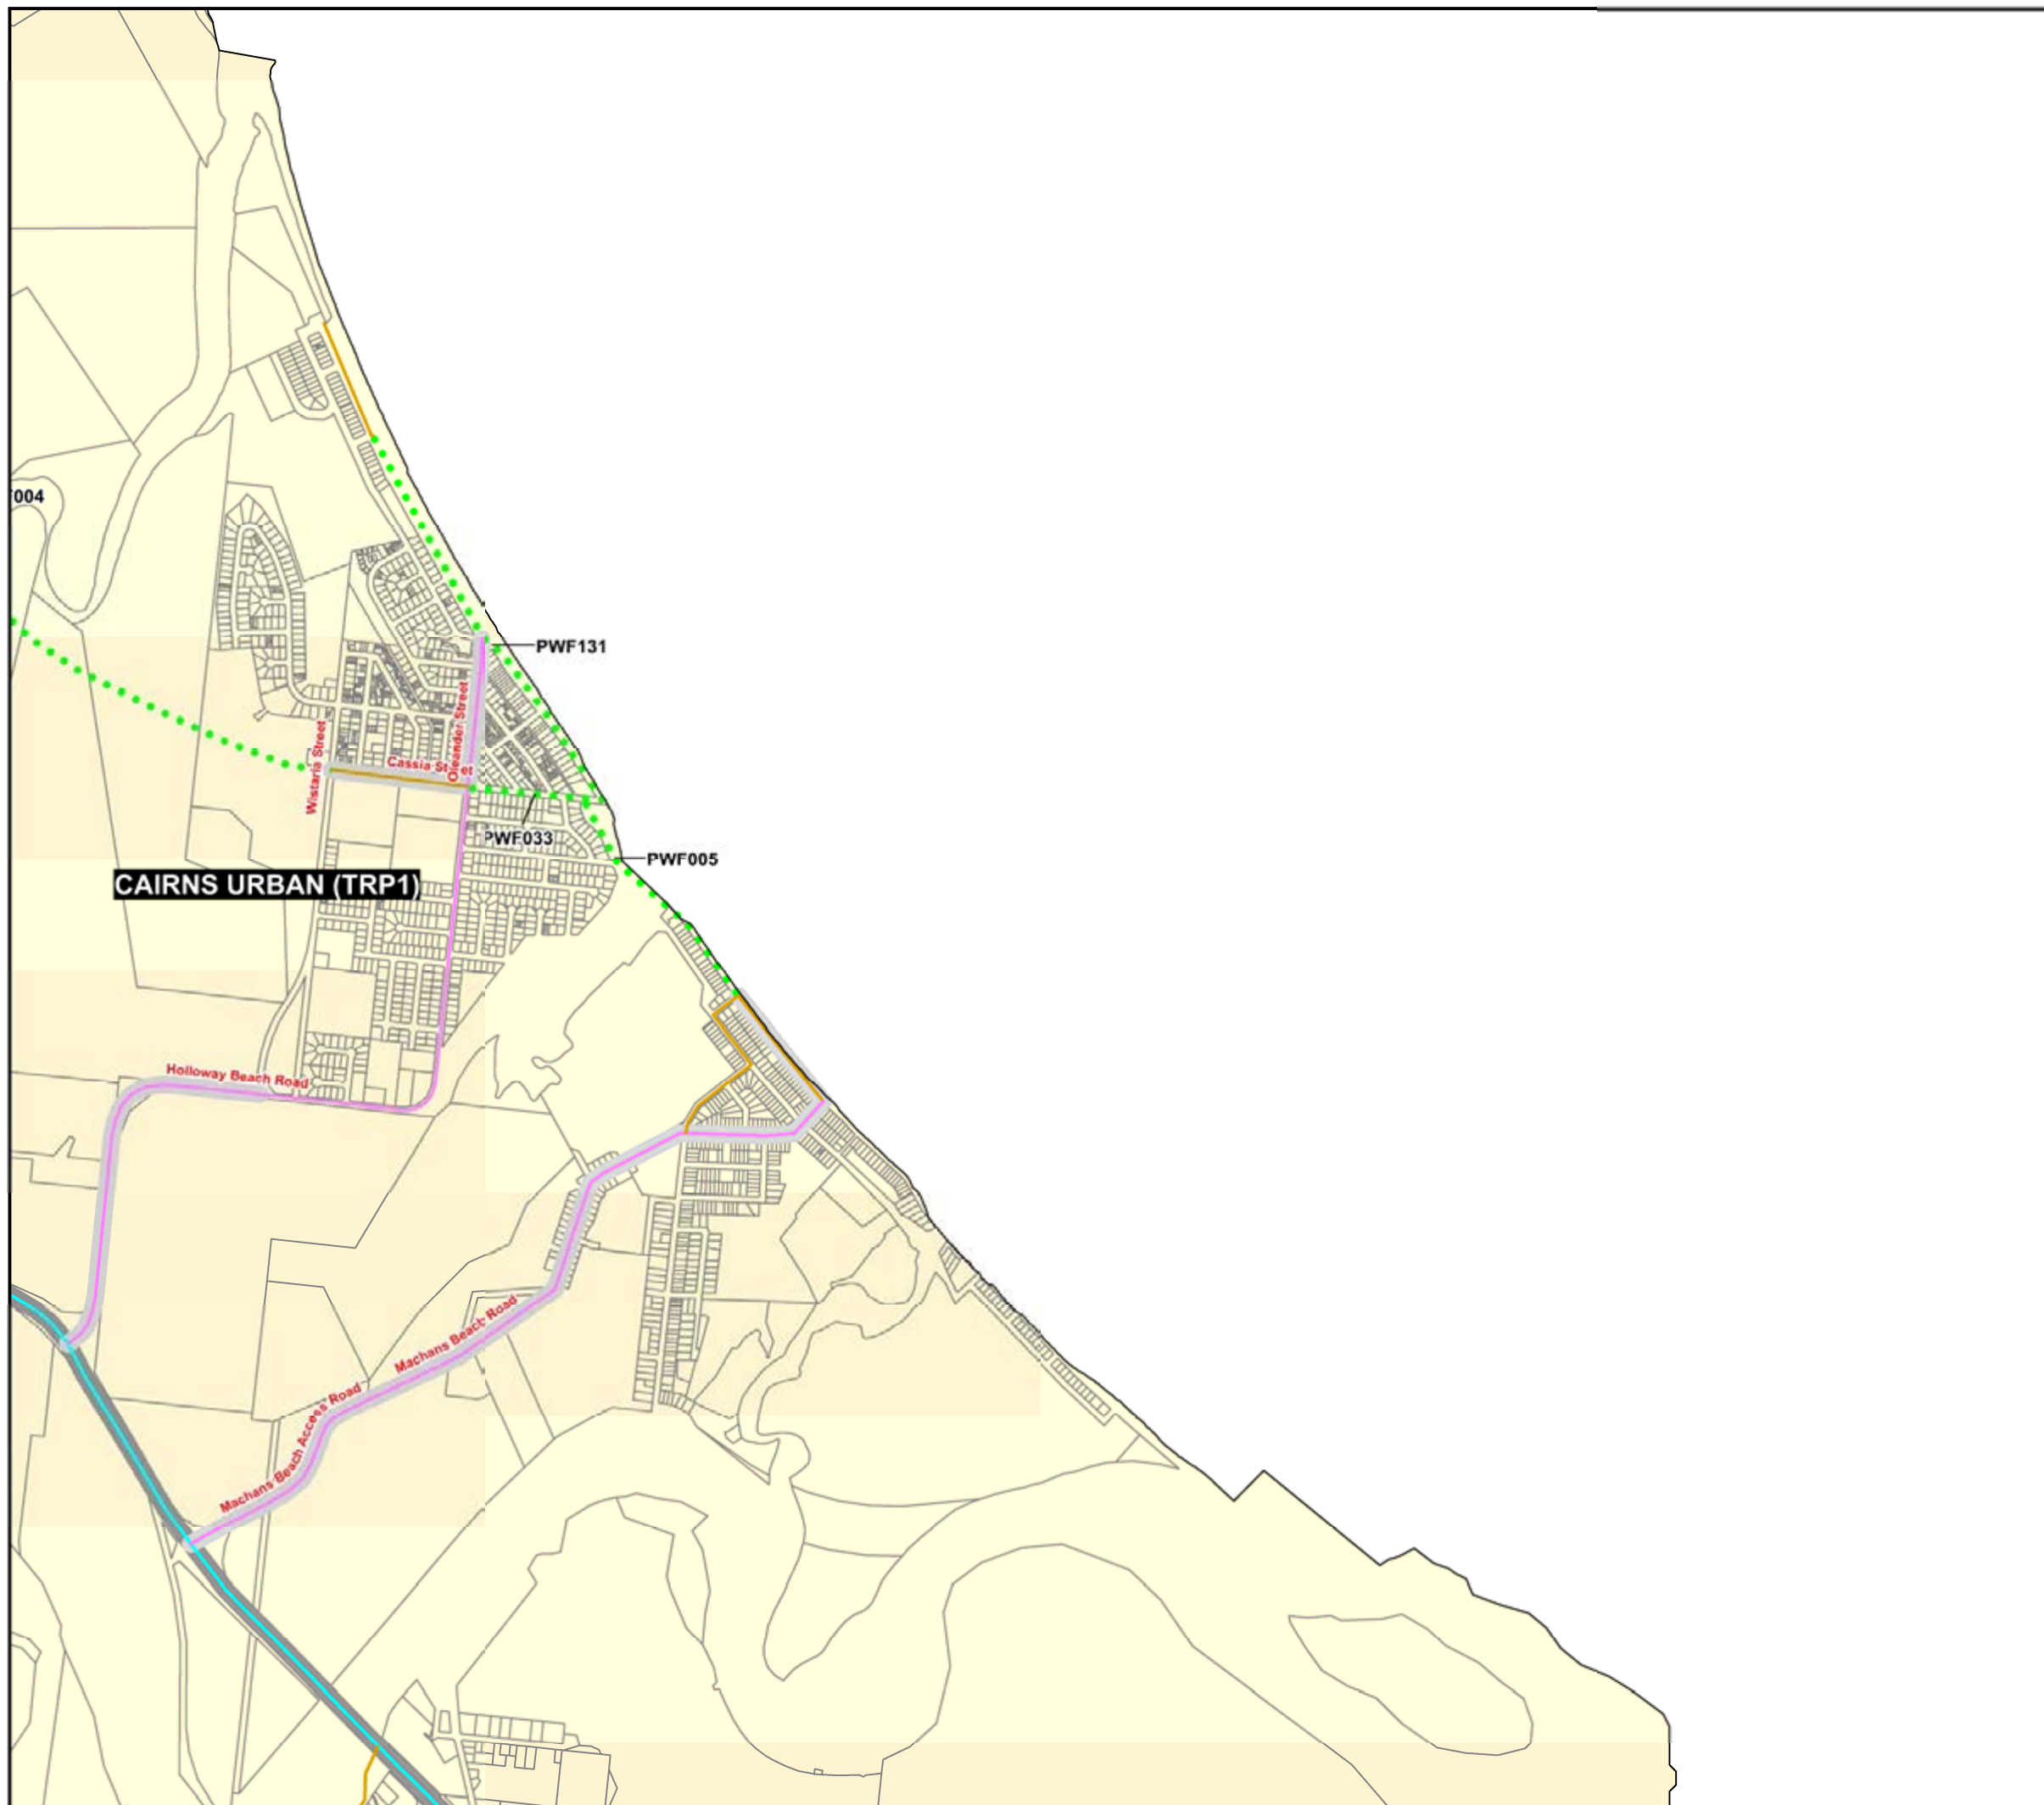 004
PWF131
Oleander Street
Wistaria Street
Cassia Street
PWF033
PWF005
CAIRNS URBAN (TRP1)
Holloway Beach Road
Machans Beach Road
Machans Beach Access Road